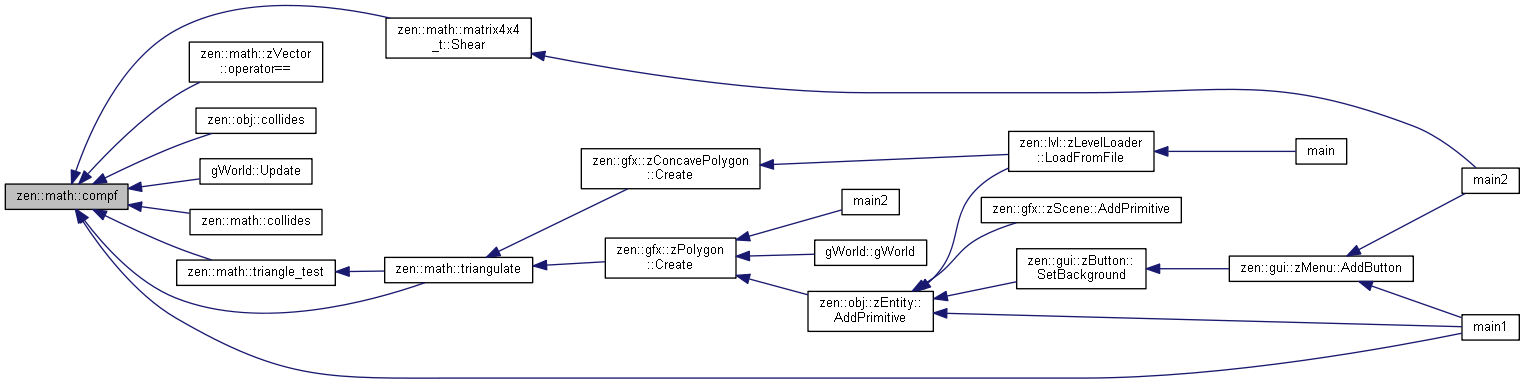 zen::math::compf
zen::math::matrix4x4
_t::Shear
zen::math::zVector
::operator==
zen::obj::collides
gWorld::Update
zen::math::collides
zen::math::triangle_test
zen::math::triangulate
zen::gfx::zConcavePolygon
::Create
zen::gfx::zPolygon
::Create
main2
gWorld::gWorld
zen::obj::zEntity::
AddPrimitive
zen::lvl::zLevelLoader
::LoadFromFile
zen::gfx::zScene::AddPrimitive
zen::gui::zButton::
SetBackground
main
zen::gui::zMenu::AddButton
main2
main1